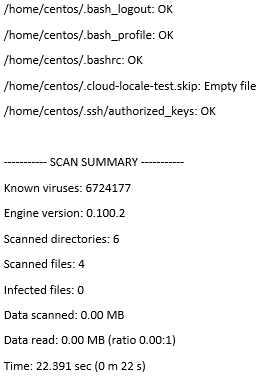 /home/centos/.bash_logout: OK
/home/centos/.bash_profile: OK
/home/centos/.bashrc: OK
/home/centos/.cloud-locale-test.skip: Empty file
/home/centos/.ssh/authorized_keys: OK
----------- SCAN SUMMARY -----------
Known viruses: 6724177
Engine version: 0.100.2
Scanned directories: 6
Scanned files: 4
Infected files: 0
Data scanned: 0.00 MB
Data read: 0.00 MB (ratio 0.00:1)
Time: 22.391 sec (0 m 22 s)